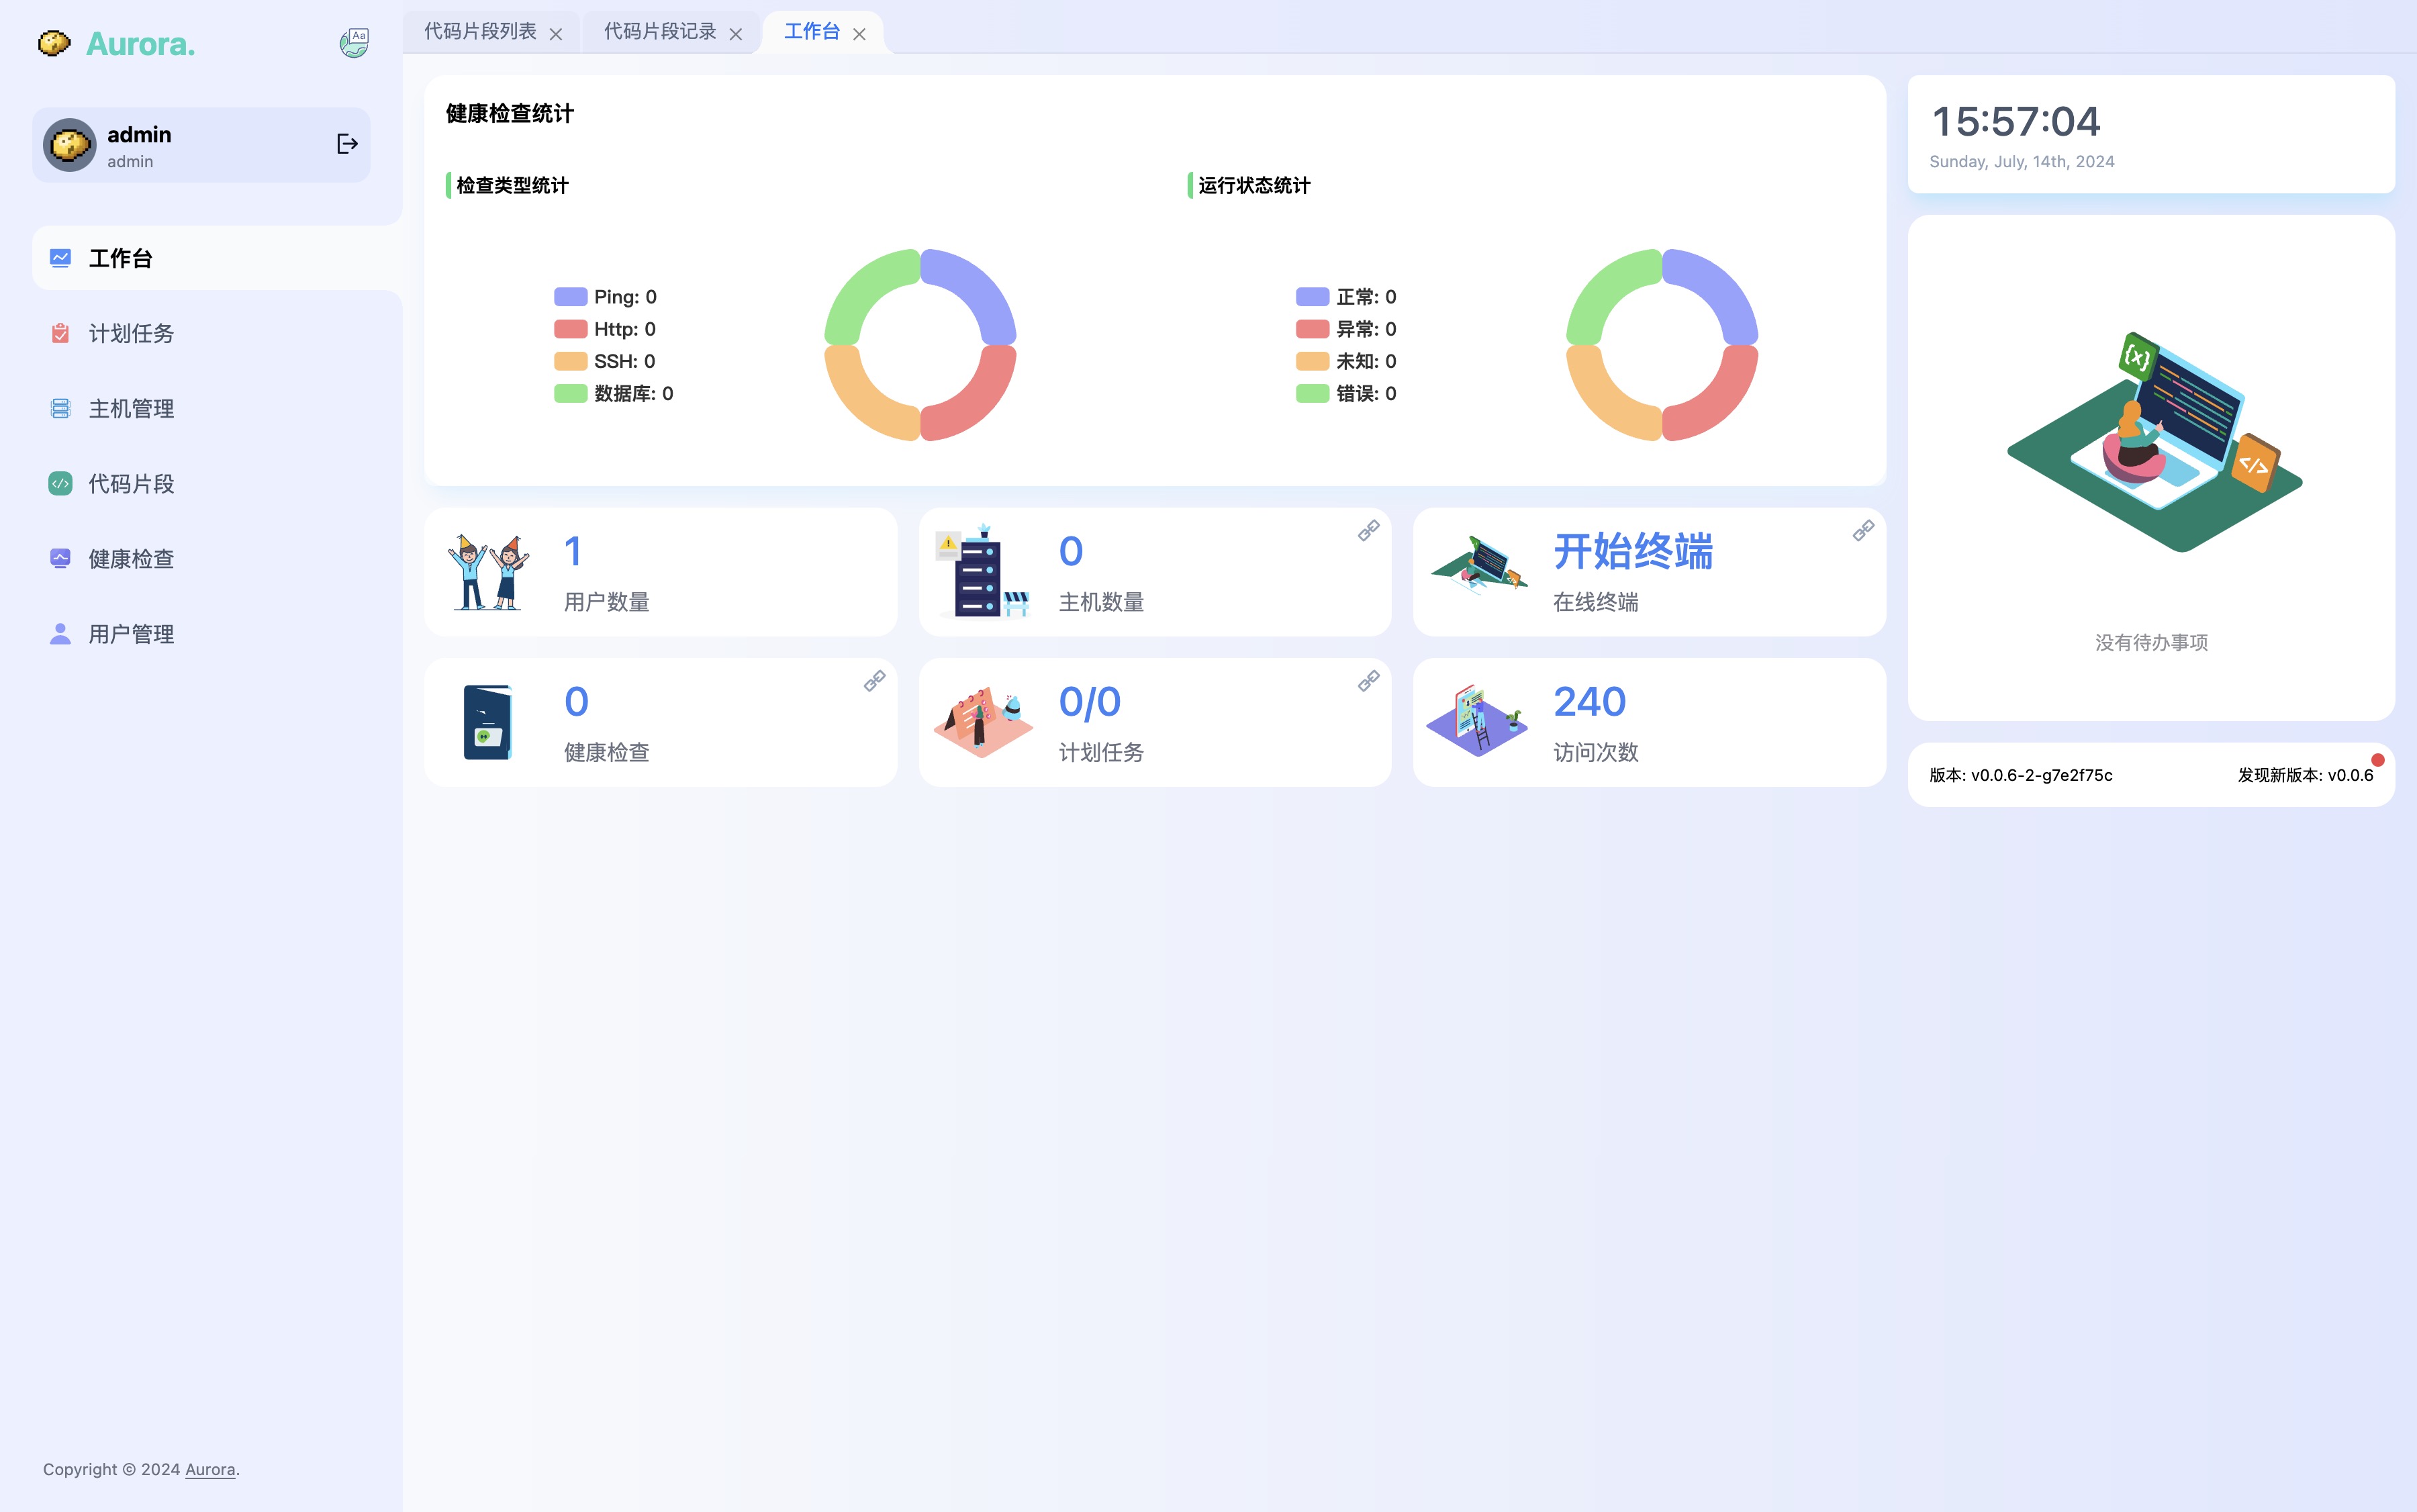 Aurora.
Aa
admin
admin
工作台
计划任务
主机管理
代码片段
健康检查
用户管理
Copyright © 2024 Aurora.
代码片段列表
代码片段记录
工作台
健康检查统计
检查类型统计
Ping: 0
Http: 0
SSH: 0
数据库: 0
运行状态统计
正常: 0
异常: 0
未知: 0
错误: 0
1
用户数量
0
主机数量
开始终端
在线终端
0
健康检查
0/0
计划任务
240
访问次数
15:57:04
Sunday, July, 14th, 2024
{x}
</>
没有待办事项
版本: v0.0.6-2-g7e2f75c
发现新版本: v0.0.6